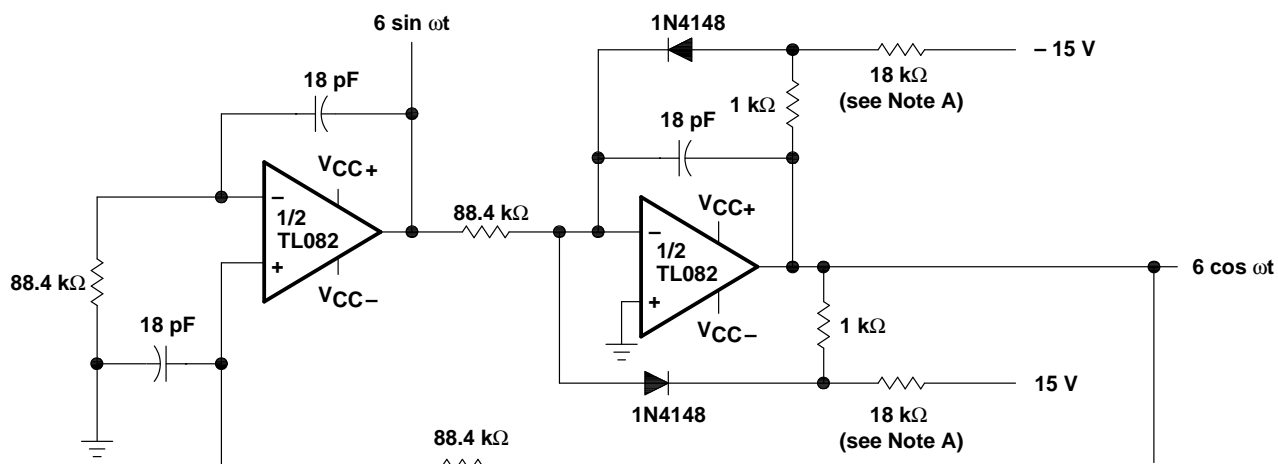 6 sin ωt
18 pF
VCC+
1/2
TL082
−
+
VCC−
88.4 kΩ
18 pF
88.4 kΩ
1N4148
18 kΩ
(see Note A)
− 15 V
1 kΩ
18 pF
VCC+
1/2
TL082
−
+
VCC−
6 cos ωt
1 kΩ
15 V
1N4148
18 kΩ
(see Note A)
88.4 kΩ